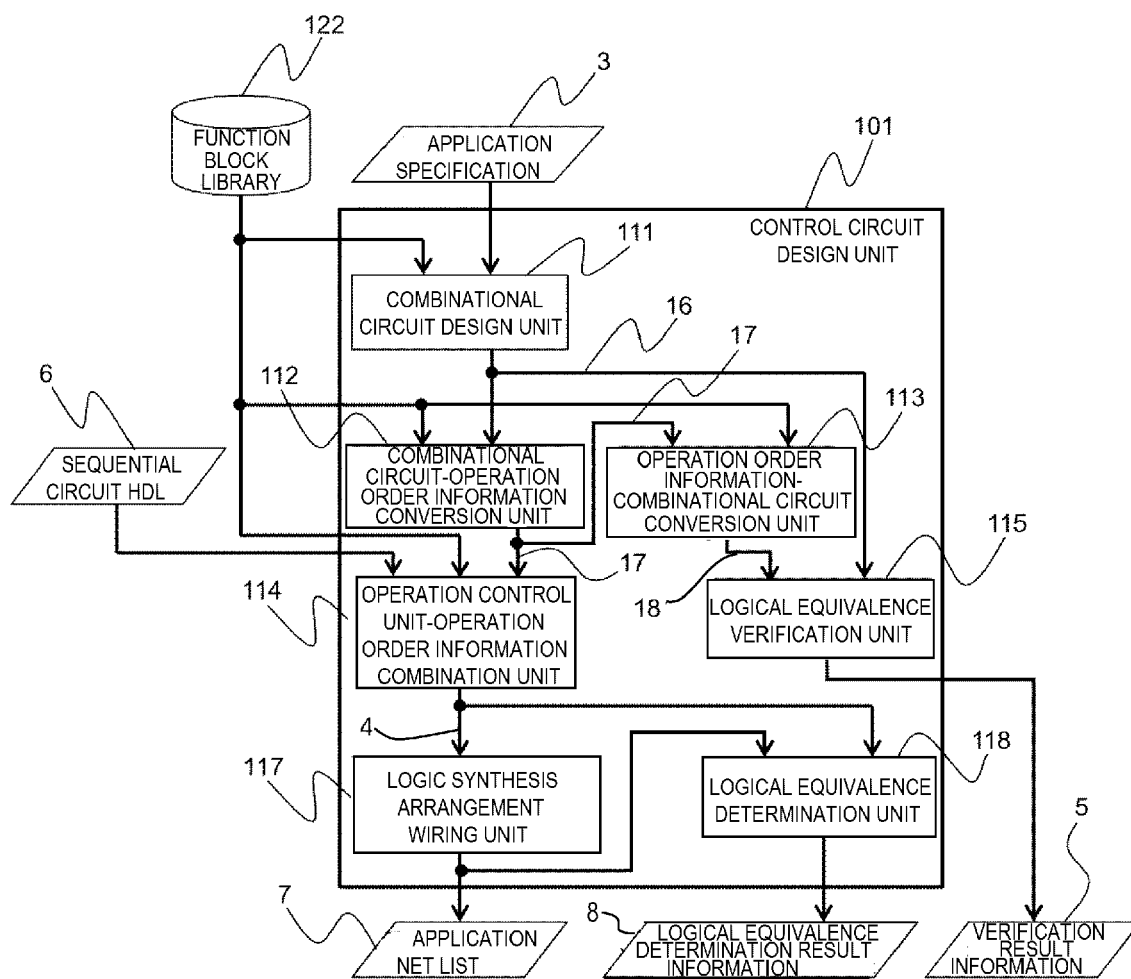 122
3
FUNCTION
BLOCK
LIBRARY
APPLICATION
SPECIFICATION
101
CONTROL CIRCUIT
DESIGN UNIT
111
COMBINATIONAL
CIRCUIT DESIGN UNIT
16
17
6
112
113
SEQUENTIAL
CIRCUIT HDL
COMBINATIONAL
CIRCUIT-OPERATION
ORDER INFORMATION
CONVERSION UNIT
OPERATION ORDER
INFORMATION-
COMBINATIONAL CIRCUIT
CONVERSION UNIT
17
18
115
114
OPERATION CONTROL
UNIT-OPERATION
ORDER INFORMATION
COMBINATION UNIT
LOGICAL EQUIVALENCE
VERIFICATION UNIT
4
117
118
LOGIC SYNTHESIS
ARRANGEMENT
WIRING UNIT
LOGICAL EQUIVALENCE
DETERMINATION UNIT
5
7
8
APPLICATION
NET LIST
LOGICAL EQUIVALENCE
DETERMINATION RESULT
INFORMATION
VERIFICATION
RESULT
INFORMATION